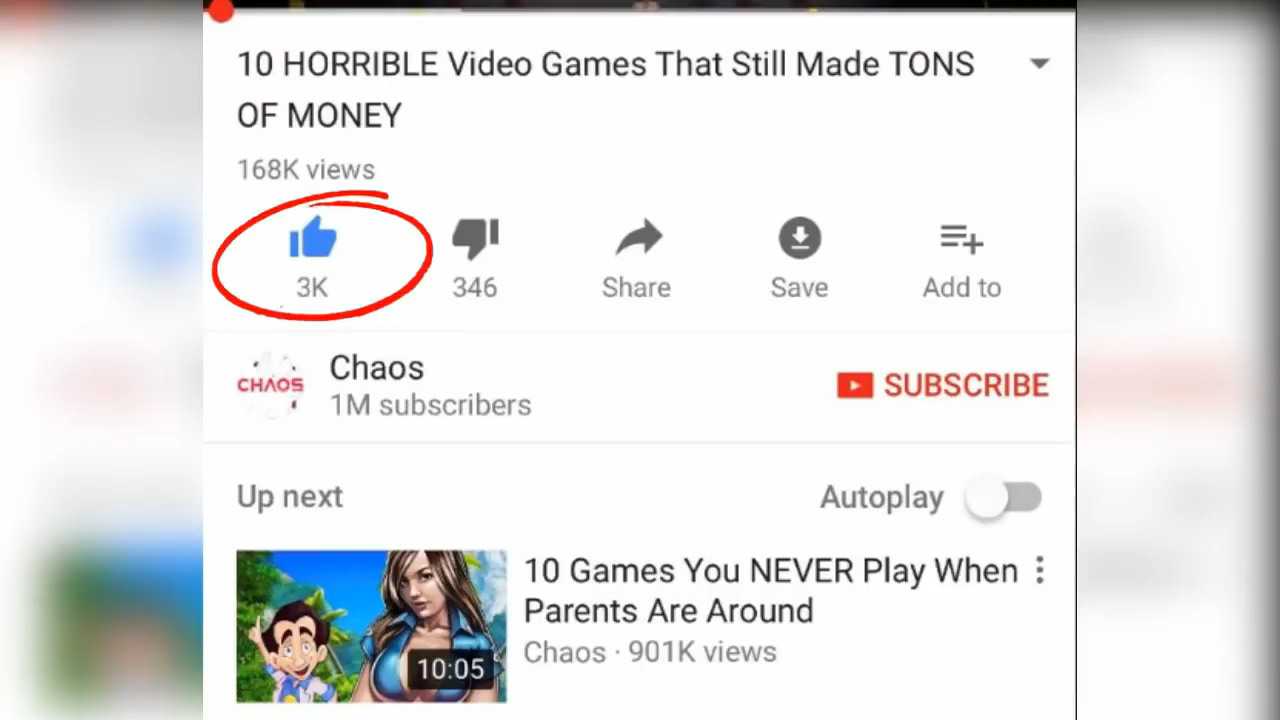 10 HORRIBLE Video Games That Still Made TONS
OF MONEY
168K views
3K
346
Share
Save
Add to
CHAOS
Chaos
1M subscribers
SUBSCRIBE
Up next
Autoplay
10:05
10 Games You NEVER Play When
Parents Are Around
Chaos · 901K views